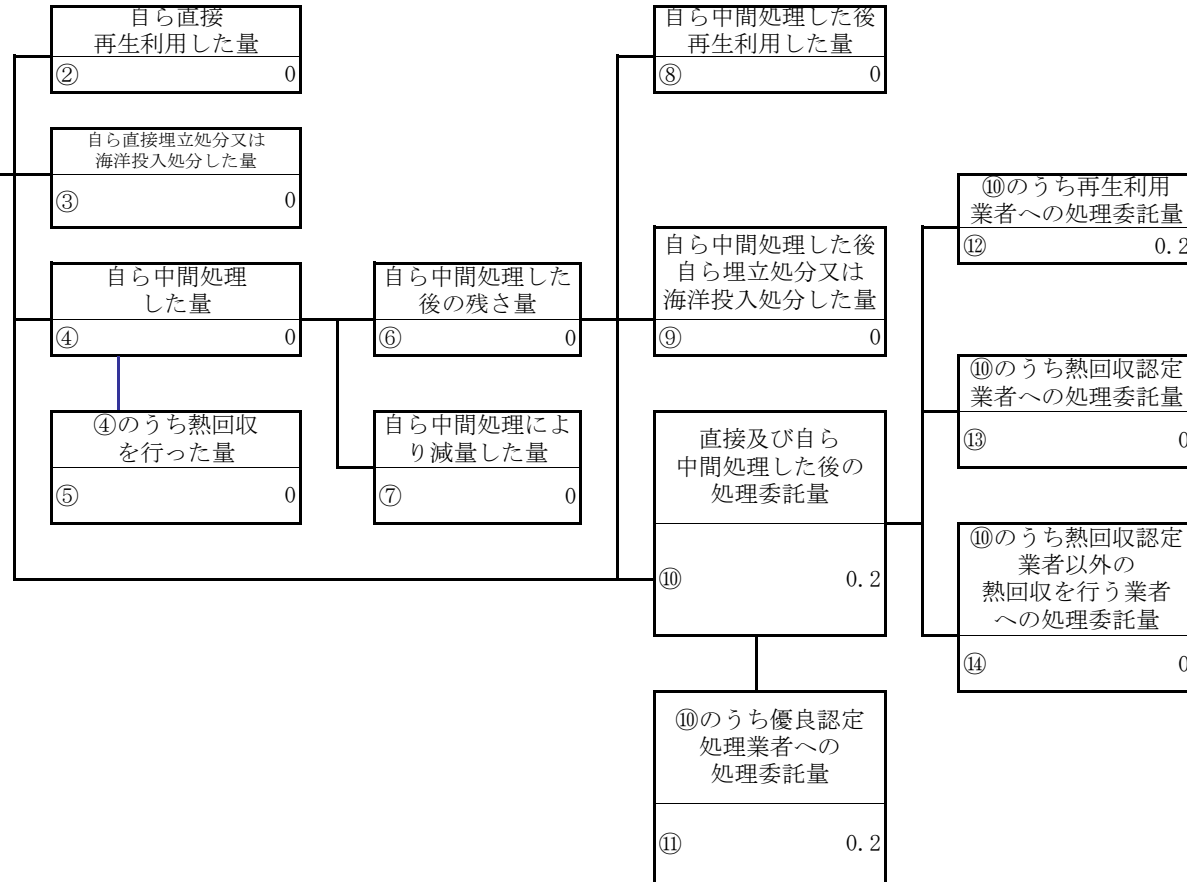 自ら直接
再生利用した量
② 0
自ら直接埋立処分又は
海洋投入処分した量
③ 0
自ら中間処理
した量
④ 0
④のうち熱回収
を行った量
⑤ 0
自ら中間処理した
後の残さ量
⑥ 0
自ら中間処理によ
り減量した量
⑦ 0
自ら中間処理した後
再生利用した量
⑧ 0
自ら中間処理した後
自ら埋立処分又は
海洋投入処分した量
⑨ 0
直接及び自ら
中間処理した後の
処理委託量
⑩ 0.2
⑩のうち優良認定
処理業者への
処理委託量
⑪ 0.2
⑩のうち再生利用
業者への処理委託量
⑫ 0.2
⑩のうち熱回収認定
業者への処理委託量
⑬ 0
⑩のうち熱回収認定
業者以外の
熱回収を行う業者
への処理委託量
⑭ 0